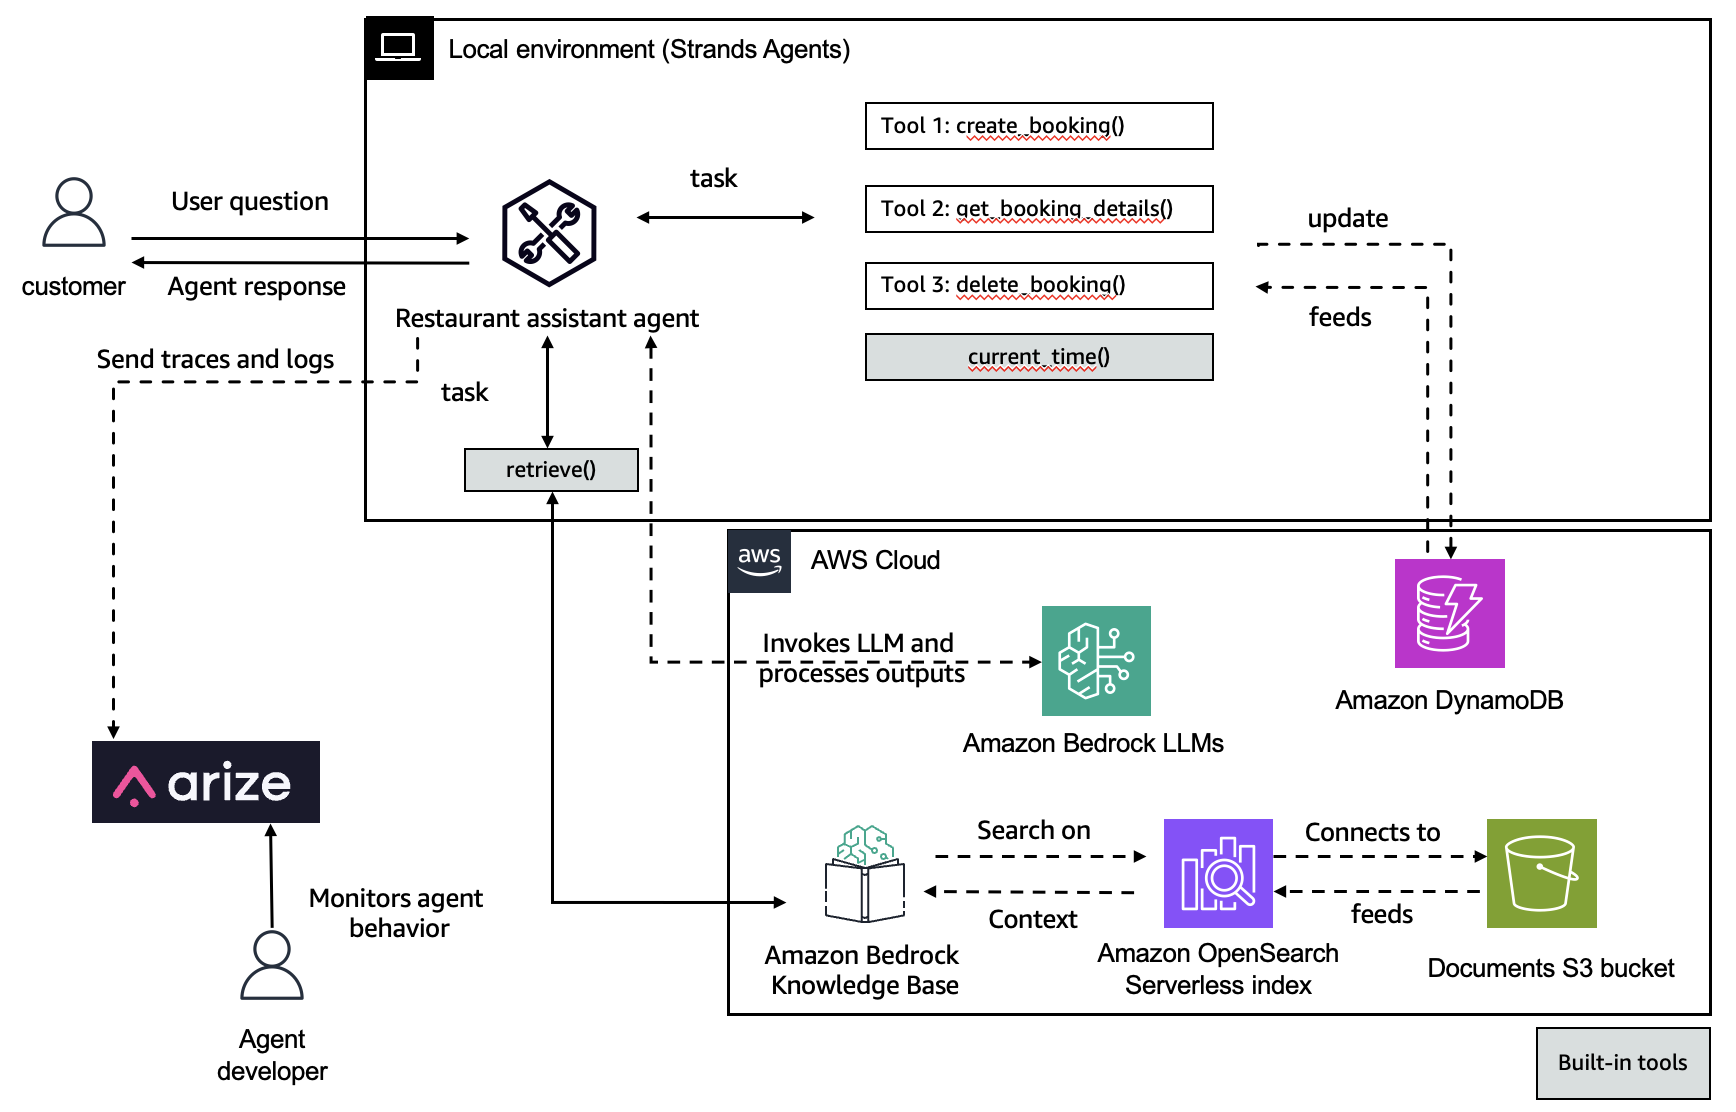 Local environment (Strands Agents)
Tool 1: create_booking()
task
User question
Tool 2: get_booking_details()
update
customer
Agent response
Tool 3: delete_booking()
feeds
Restaurant assistant agent
Send traces and logs
current_time()
task
retrieve()
aws
AWS Cloud
Invokes LLM and
processes outputs
Amazon DynamoDB
Amazon Bedrock LLMs
arize
Search on
Connects to
Monitors agent
behavior
Context
feeds
Amazon Bedrock
Knowledge Base
Amazon OpenSearch
Serverless index
Documents S3 bucket
Agent
developer
Built-in tools